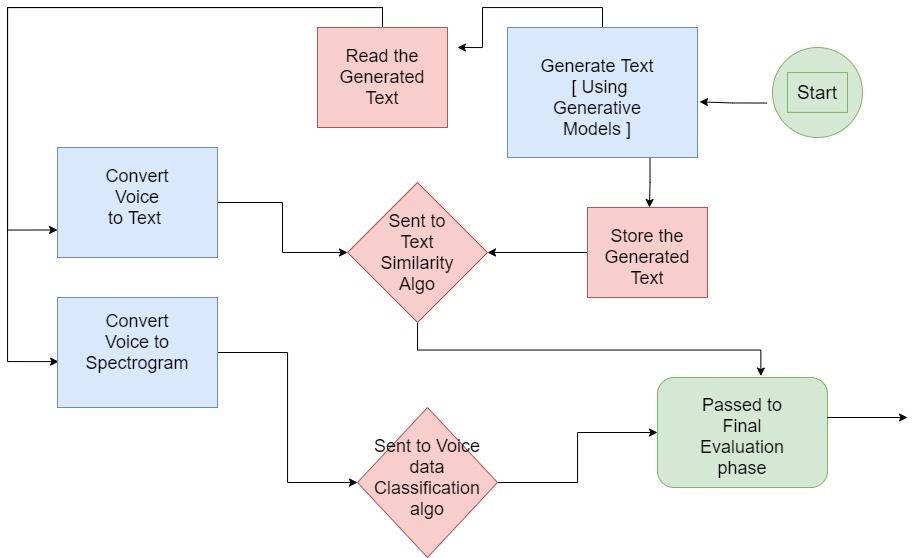 Read the
Generated
Text
Generate Text
[ Using
Generative
Models ]
Start
Convert
Voice
to Text
Sent to
Text
Similarity
Algo
Store the
Generated
Text
Convert
Voice to
Spectrogram
Passed to
Final
Evaluation
phase
Sent to Voice
data
Classification
algo